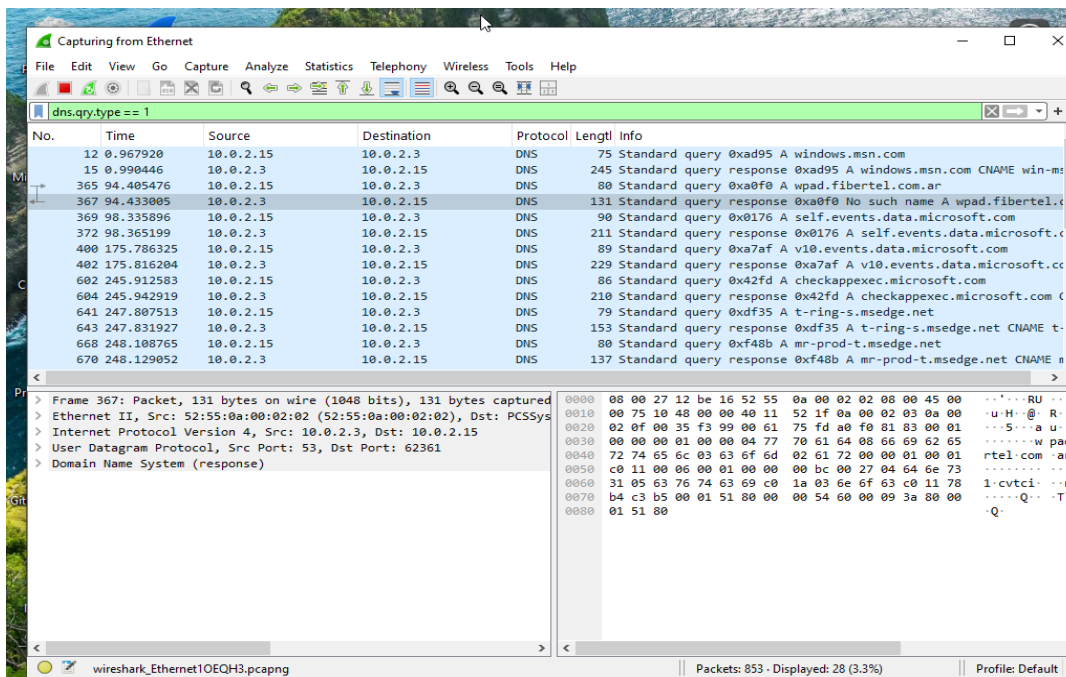 Capturing from Ethernet
File Edit View Go Capture Analyze Statistics Telephony Wireless Tools Help
dns.qry.type == 1
No. Time Source Destination Protocol Lengtl Info
12 0.967920 10.0.2.15 10.0.2.3 DNS 75 Standard query 0xad95 A windows.msn.com
15 0.990446 10.0.2.3 10.0.2.15 DNS 245 Standard query response 0xad95 A windows.msn.com CNAME win-ms
365 94.405476 10.0.2.15 10.0.2.3 DNS 80 Standard query 0xa0f0 A wpad.fibertel.com.ar
367 94.433005 10.0.2.3 10.0.2.15 DNS 131 Standard query response 0xa0f0 No such name A wpad.fibertel.c
369 98.335896 10.0.2.15 10.0.2.3 DNS 90 Standard query 0x0176 A self.events.data.microsoft.com
372 98.365199 10.0.2.3 10.0.2.15 DNS 211 Standard query response 0x0176 A self.events.data.microsoft.c
400 175.786325 10.0.2.15 10.0.2.3 DNS 89 Standard query 0xa7af A v10.events.data.microsoft.com
402 175.816204 10.0.2.3 10.0.2.15 DNS 229 Standard query response 0xa7af A v10.events.data.microsoft.cc
602 245.912583 10.0.2.15 10.0.2.3 DNS 86 Standard query 0x42fd A checkappexec.microsoft.com
604 245.942919 10.0.2.3 10.0.2.15 DNS 210 Standard query response 0x42fd A checkappexec.microsoft.com C
641 247.807513 10.0.2.15 10.0.2.3 DNS 79 Standard query 0xdf35 A t-ring-s.msedge.net
643 247.831927 10.0.2.3 10.0.2.15 DNS 153 Standard query response 0xdf35 A t-ring-s.msedge.net CNAME t-
668 248.108765 10.0.2.15 10.0.2.3 DNS 80 Standard query 0xf48b A mr-prod-t.msedge.net
670 248.129052 10.0.2.3 10.0.2.15 DNS 137 Standard query response 0xf48b A mr-prod-t.msedge.net CNAME
Frame 367: Packet, 131 bytes on wire (1048 bits), 131 bytes captured
Ethernet II, Src: 52:55:0a:00:02:02 (52:55:0a:00:02:02), Dst: PCSSys
Internet Protocol Version 4, Src: 10.0.2.3, Dst: 10.0.2.15
User Datagram Protocol, Src Port: 53, Dst Port: 62361
Domain Name System (response)
0000 08 00 27 12 be 16 52 55 0a 00 02 02 08 00 45 00 ··'···RU ··
0010 00 75 10 48 00 00 40 11 52 1f 0a 00 02 03 0a 00 ·u·H··@· R·
0020 02 0f 00 35 f3 99 00 61 75 fd a0 f0 81 83 00 01 ···5···a u·
0030 00 00 00 01 00 00 04 77 70 61 64 08 66 69 62 65 ·······w pa
0040 72 74 65 6c 03 63 6f 6d 02 61 72 00 00 01 00 01 rtel·com ·a
0050 c0 11 00 06 00 01 00 00 00 bc 00 27 04 64 6e 73 ········ ··
0060 31 05 63 76 74 63 69 c0 1a 03 6e 6f 63 c0 11 78 1·cvtci· ··
0070 b4 c3 b5 00 01 51 80 00 00 54 60 00 09 3a 80 00 ·····Q·· ·T
0080 01 51 80 ·Q·
wireshark_Ethernet1OEQH3.pcapng
Packets: 853 · Displayed: 28 (3.3%)
Profile: Default